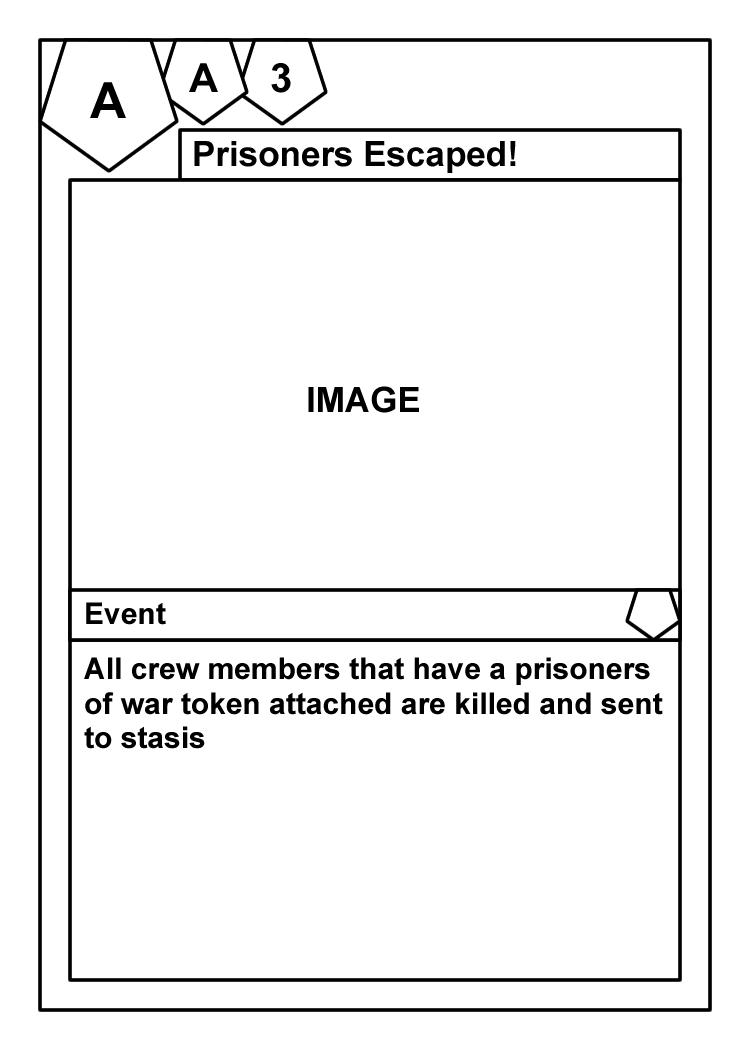 A
A
3
Prisoners Escaped!
IMAGE
Event
All crew members that have a prisoners
of war token attached are killed and sent
to stasis